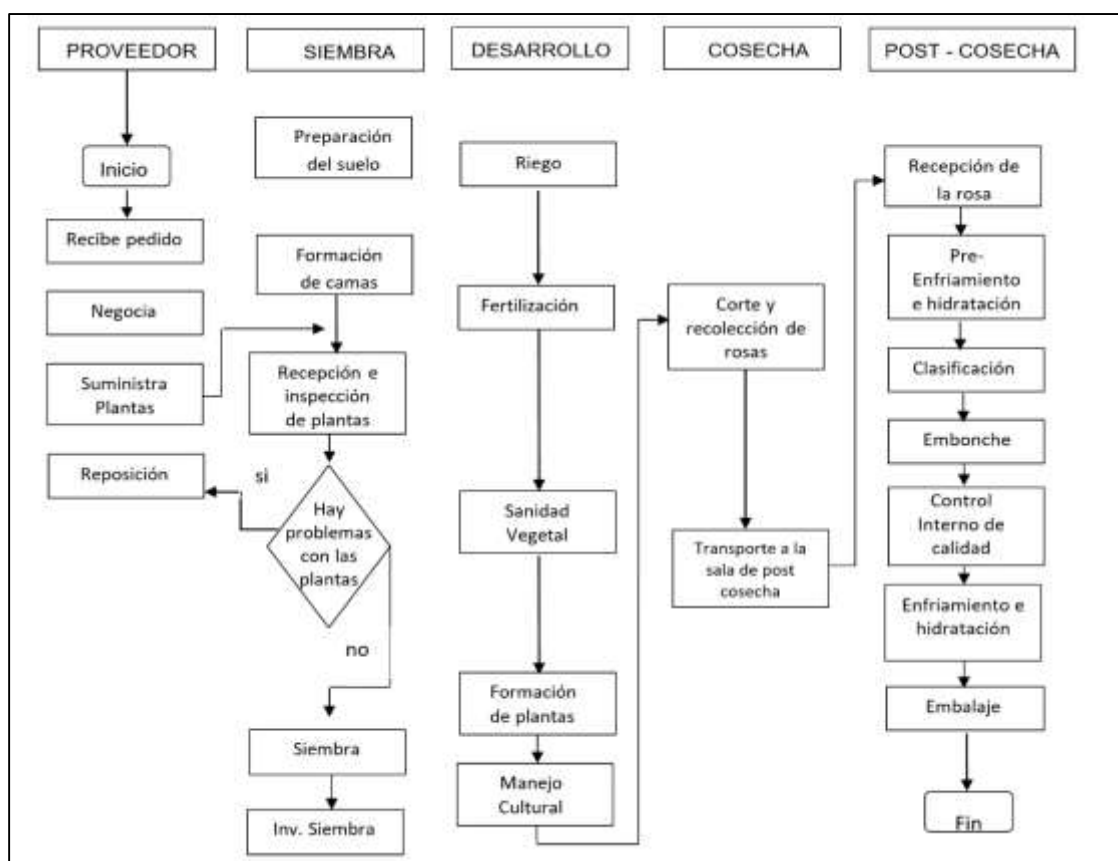 PROVEEDOR
SIEMBRA
DESARROLLO
COSECHA
POST - COSECHA
Inicio
Recibe pedido
Negocia
Suministra
Plantas
Reposición
Preparación
del suelo
Formación
de camas
Recepción e
inspección
de plantas
si
Hay
problemas
con las
plantas
no
Siembra
Inv. Siembra
Riego
Fertilización
Sanidad
Vegetal
Formación
de plantas
Manejo
Cultural
Corte y
recolección de
rosas
Transporte a la
sala de post
cosecha
Recepción de
la rosa
Pre-
Enfriamiento
e hidratación
Clasificación
Embonche
Control
Interno de
calidad
Enfriamiento e
hidratación
Embalaje
Fin